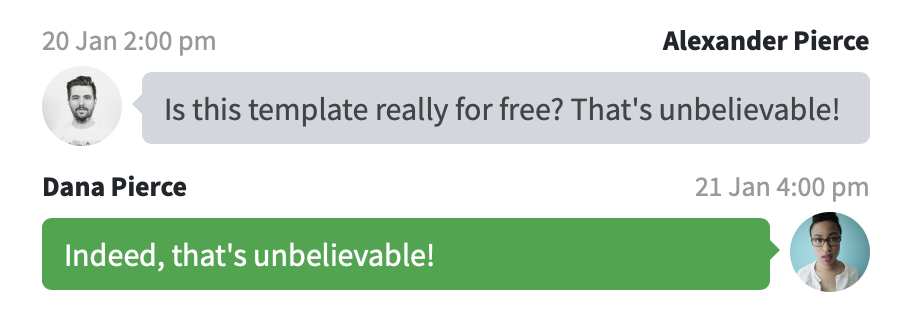 20 Jan 2:00 pm Alexander Pierce
Is this template really for free? That's unbelievable!
Dana Pierce 21 Jan 4:00 pm
Indeed, that's unbelievable!